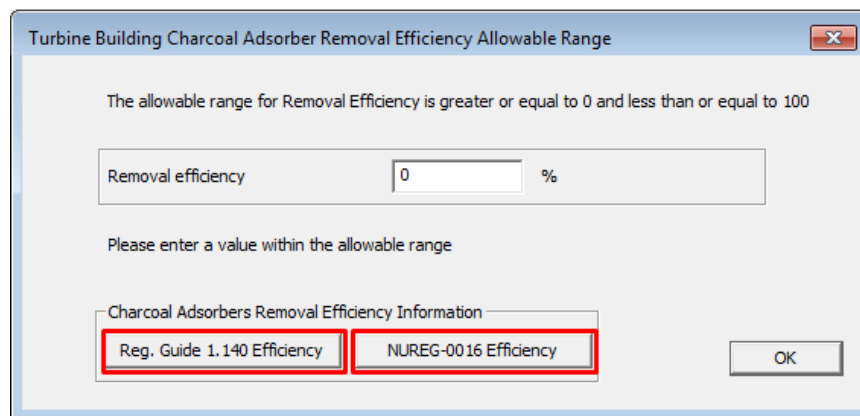 Turbine Building Charcoal Adsorber Removal Efficiency Allowable Range
The allowable range for Removal Efficiency is greater or equal to 0 and less than or equal to 100
Removal efficiency 0 %
Please enter a value within the allowable range
Charcoal Adsorbers Removal Efficiency Information
Reg. Guide 1.140 Efficiency NUREG-0016 Efficiency OK